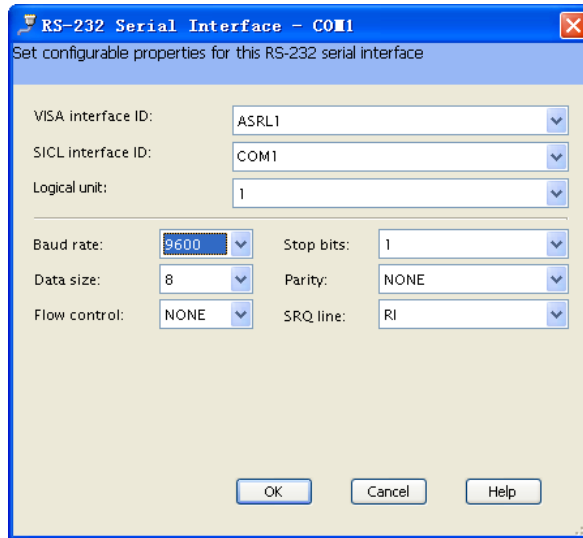 RS-232 Serial Interface - COM1
Set configurable properties for this RS-232 serial interface
VISA interface ID: ASRL1
SICL interface ID: COM1
Logical unit: 1
Baud rate: 9600 Stop bits: 1
Data size: 8 Parity: NONE
Flow control: NONE SRQ line: RI
OK Cancel Help